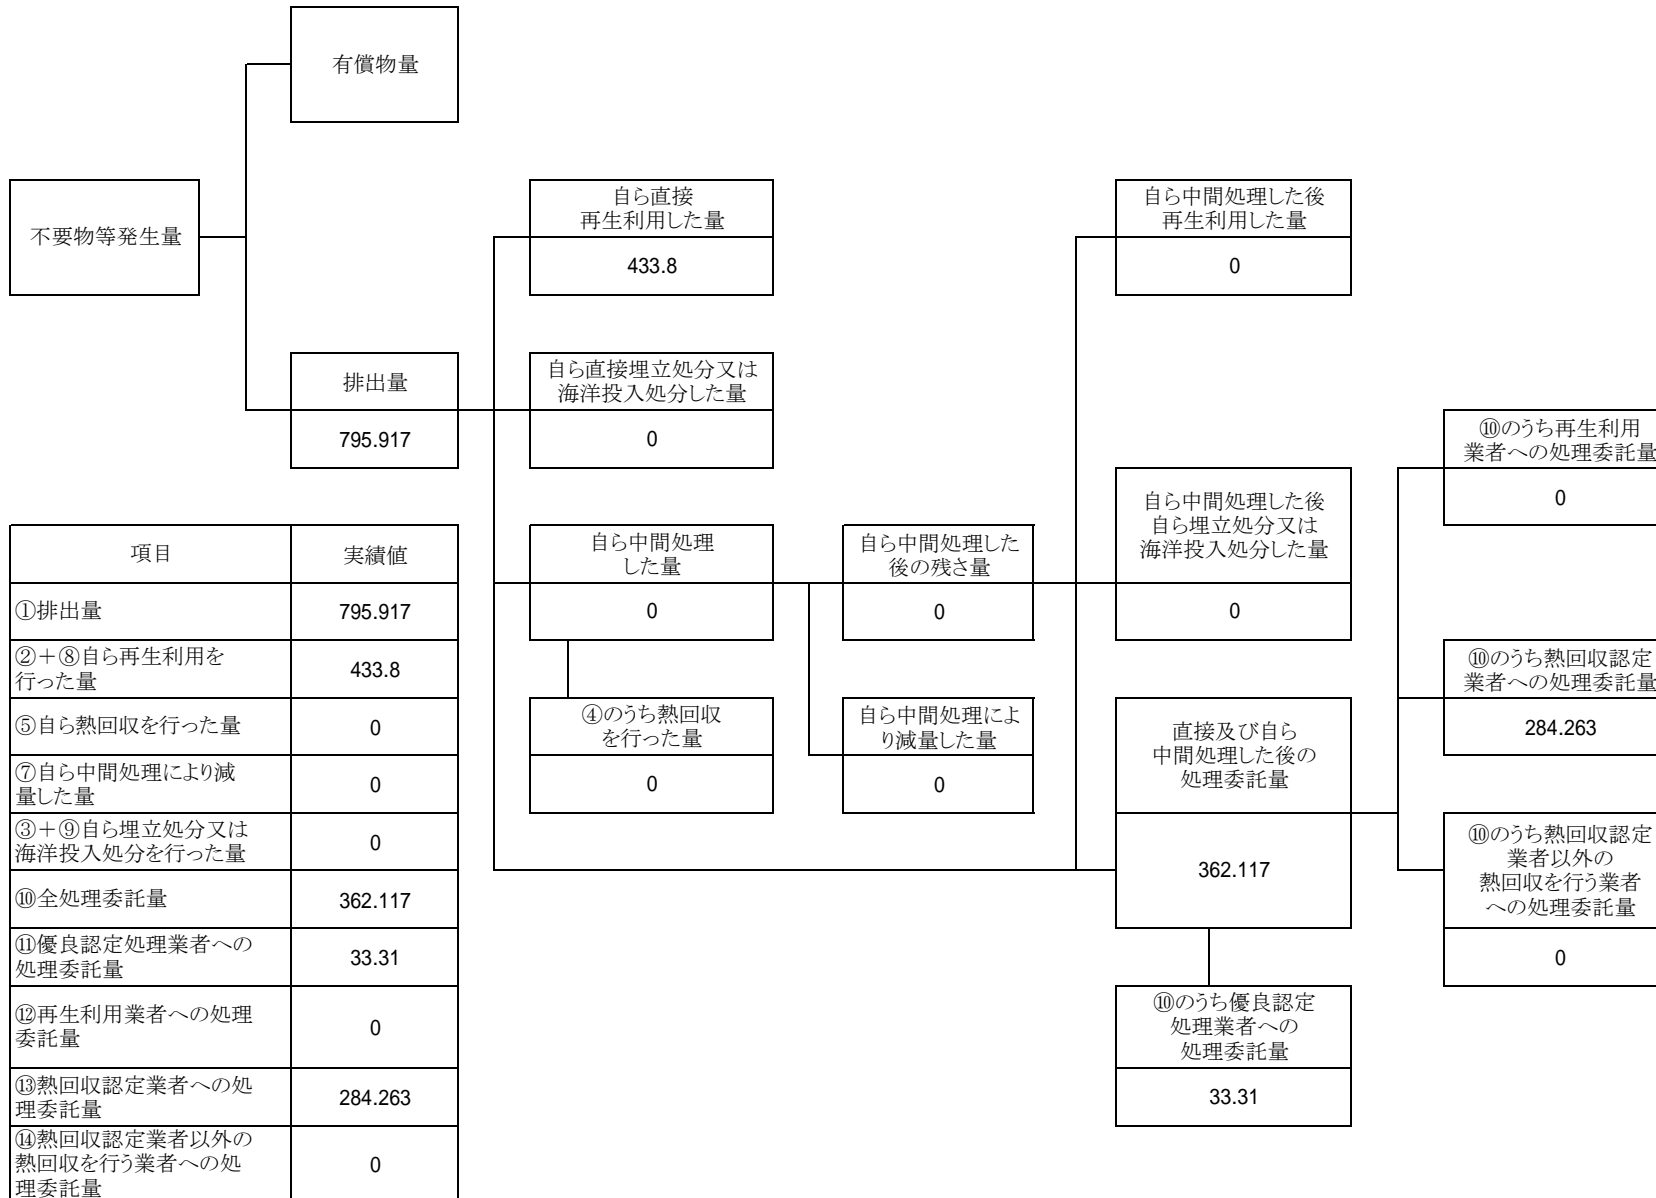 有償物量
不要物等発生量
自ら直接
再生利用した量
433.8
自ら中間処理した後
再生利用した量
0
排出量
795.917
自ら直接埋立処分又は
海洋投入処分した量
0
⑩のうち再生利用
業者への処理委託量
0
自ら中間処理
した量
0
自ら中間処理した
後の残さ量
0
自ら中間処理した後
自ら埋立処分又は
海洋投入処分した量
0
⑩のうち熱回収認定
業者への処理委託量
284.263
④のうち熱回収
を行った量
0
自ら中間処理によ
り減量した量
0
直接及び自ら
中間処理した後の
処理委託量
362.117
⑩のうち熱回収認定
業者以外の
熱回収を行う業者
への処理委託量
0
⑩のうち優良認定
処理業者への
処理委託量
33.31
項目 実績値
①排出量 795.917
②＋⑧自ら再生利用を
行った量 433.8
⑤自ら熱回収を行った量 0
⑦自ら中間処理により減
量した量 0
③＋⑨自ら埋立処分又は
海洋投入処分を行った量 0
⑩全処理委託量 362.117
⑪優良認定処理業者への
処理委託量 33.31
⑫再生利用業者への処理
委託量 0
⑬熱回収認定業者への処
理委託量 284.263
⑭熱回収認定業者以外の
熱回収を行う業者への処
理委託量 0